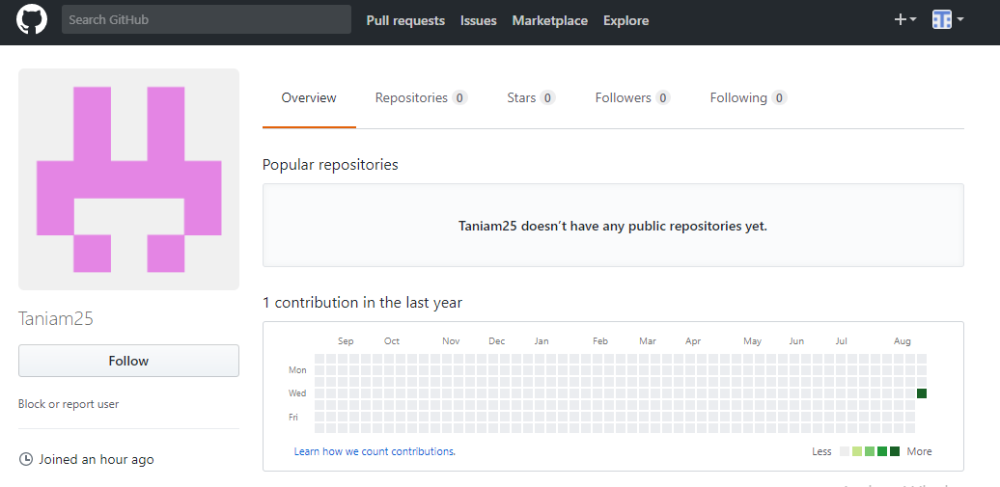 Search GitHub
Pull requests Issues Marketplace Explore
Overview Repositories 0 Stars 0 Followers 0 Following 0
Popular repositories
Taniam25 doesn’t have any public repositories yet.
Taniam25
Follow
Block or report user
Joined an hour ago
1 contribution in the last year
Sep Oct Nov Dec Jan Feb Mar Apr May Jun Jul Aug
Mon
Wed
Fri
Learn how we count contributions.
Less More